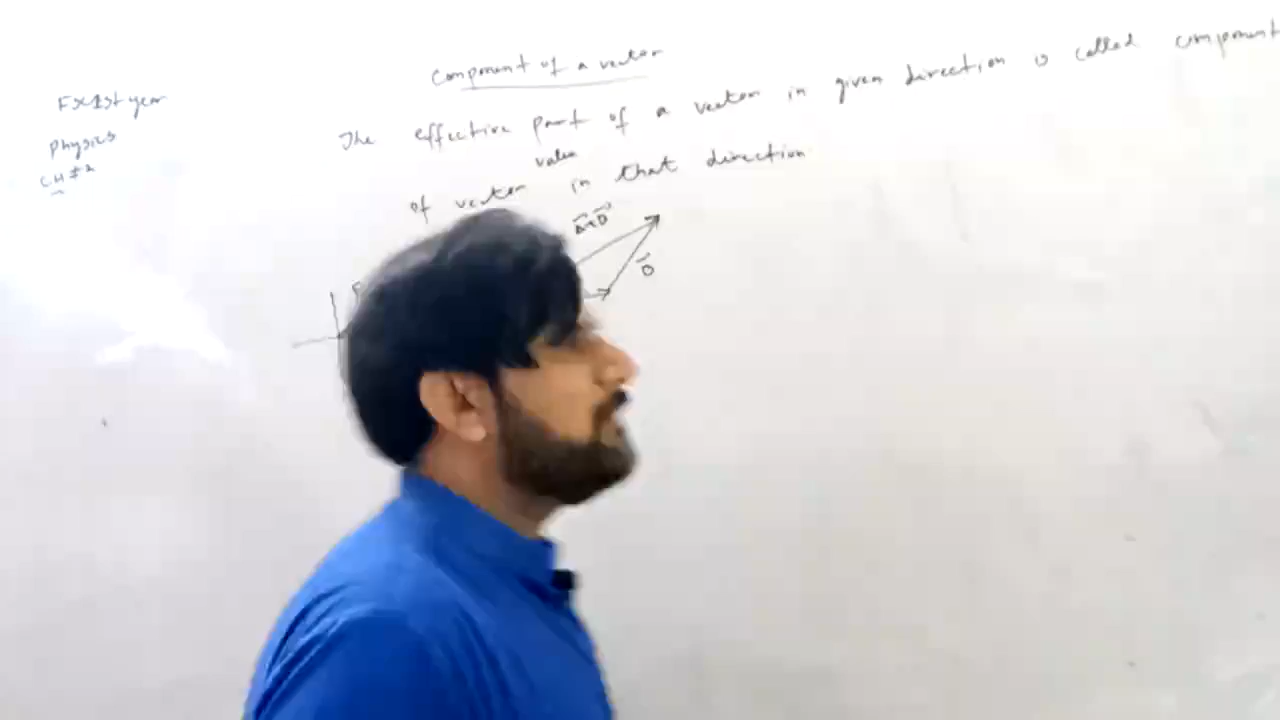 Component of a vector
FSc 1st year
Physics
CH # 2
The effective part of a vector in given direction is called component
value
of vector in that direction
A+B
B